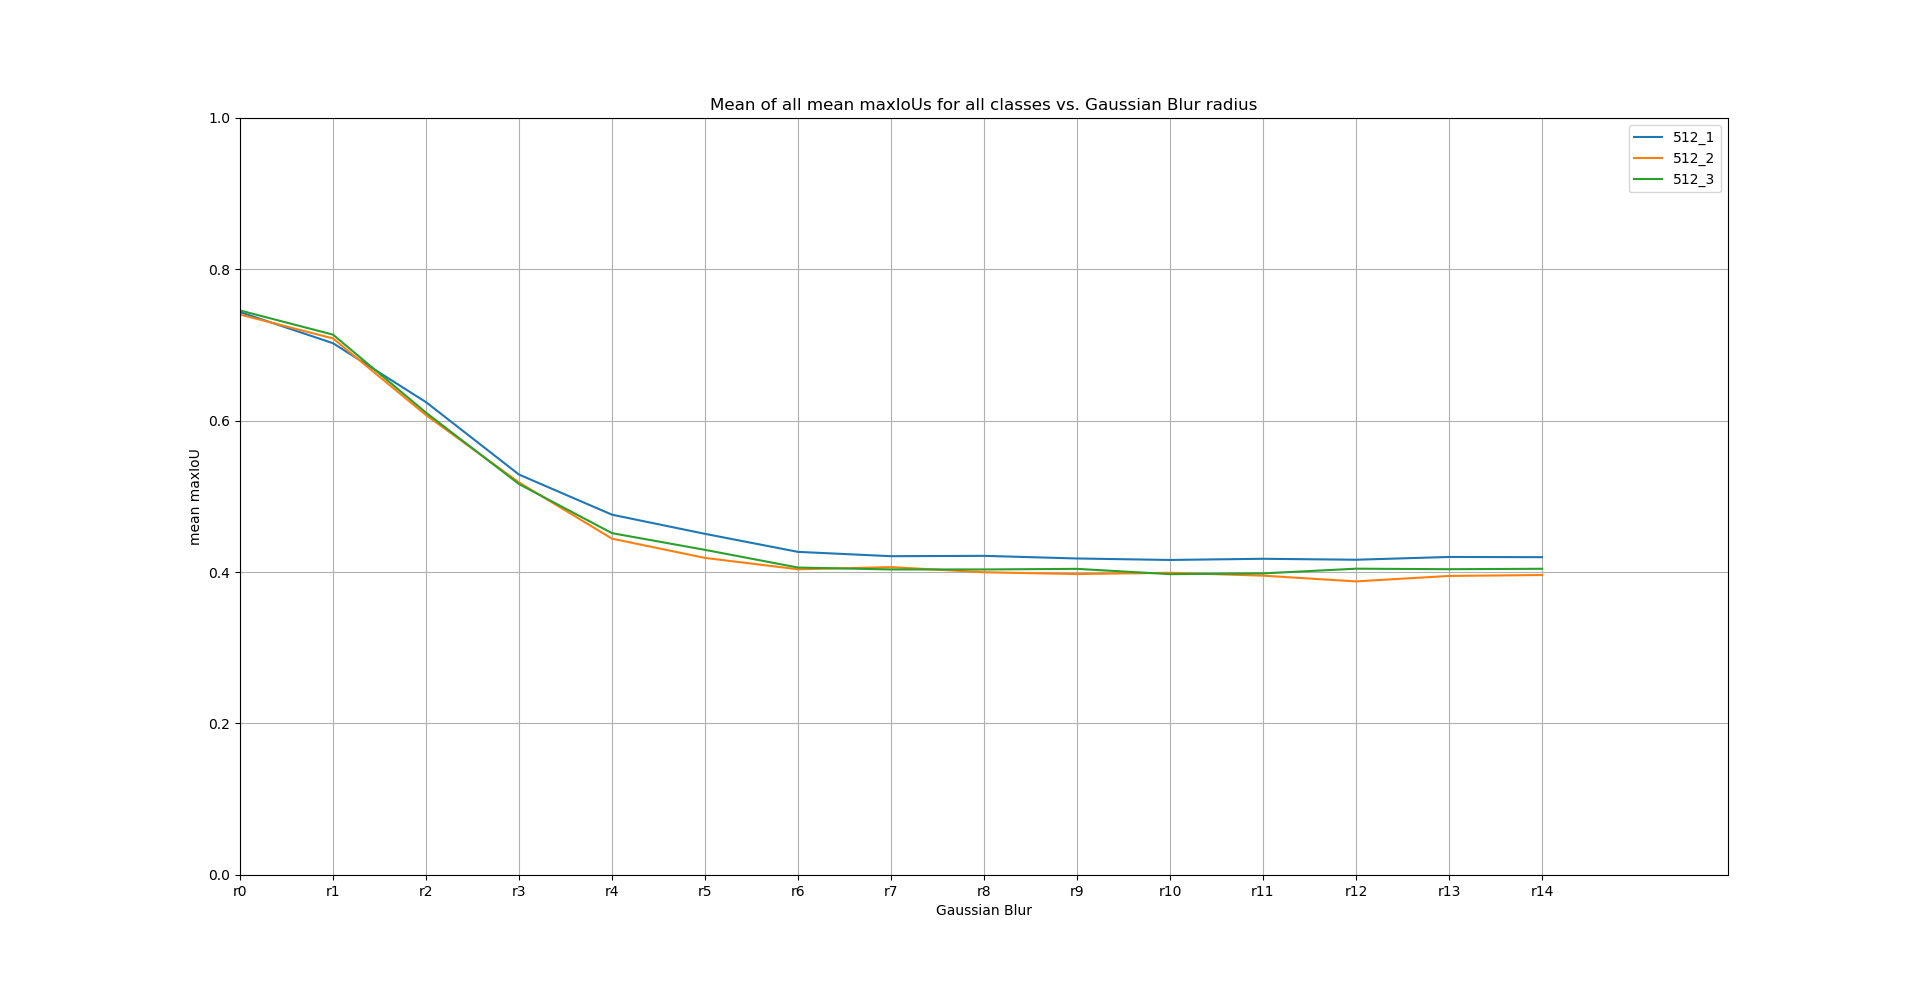 Mean of all mean maxIoUs for all classes vs. Gaussian Blur radius
1.0
0.8
0.6
0.4
0.2
0.0
mean maxIoU
512_1
512_2
512_3
r0 r1 r2 r3 r4 r5 r6 r7 r8 r9 r10 r11 r12 r13 r14
Gaussian Blur